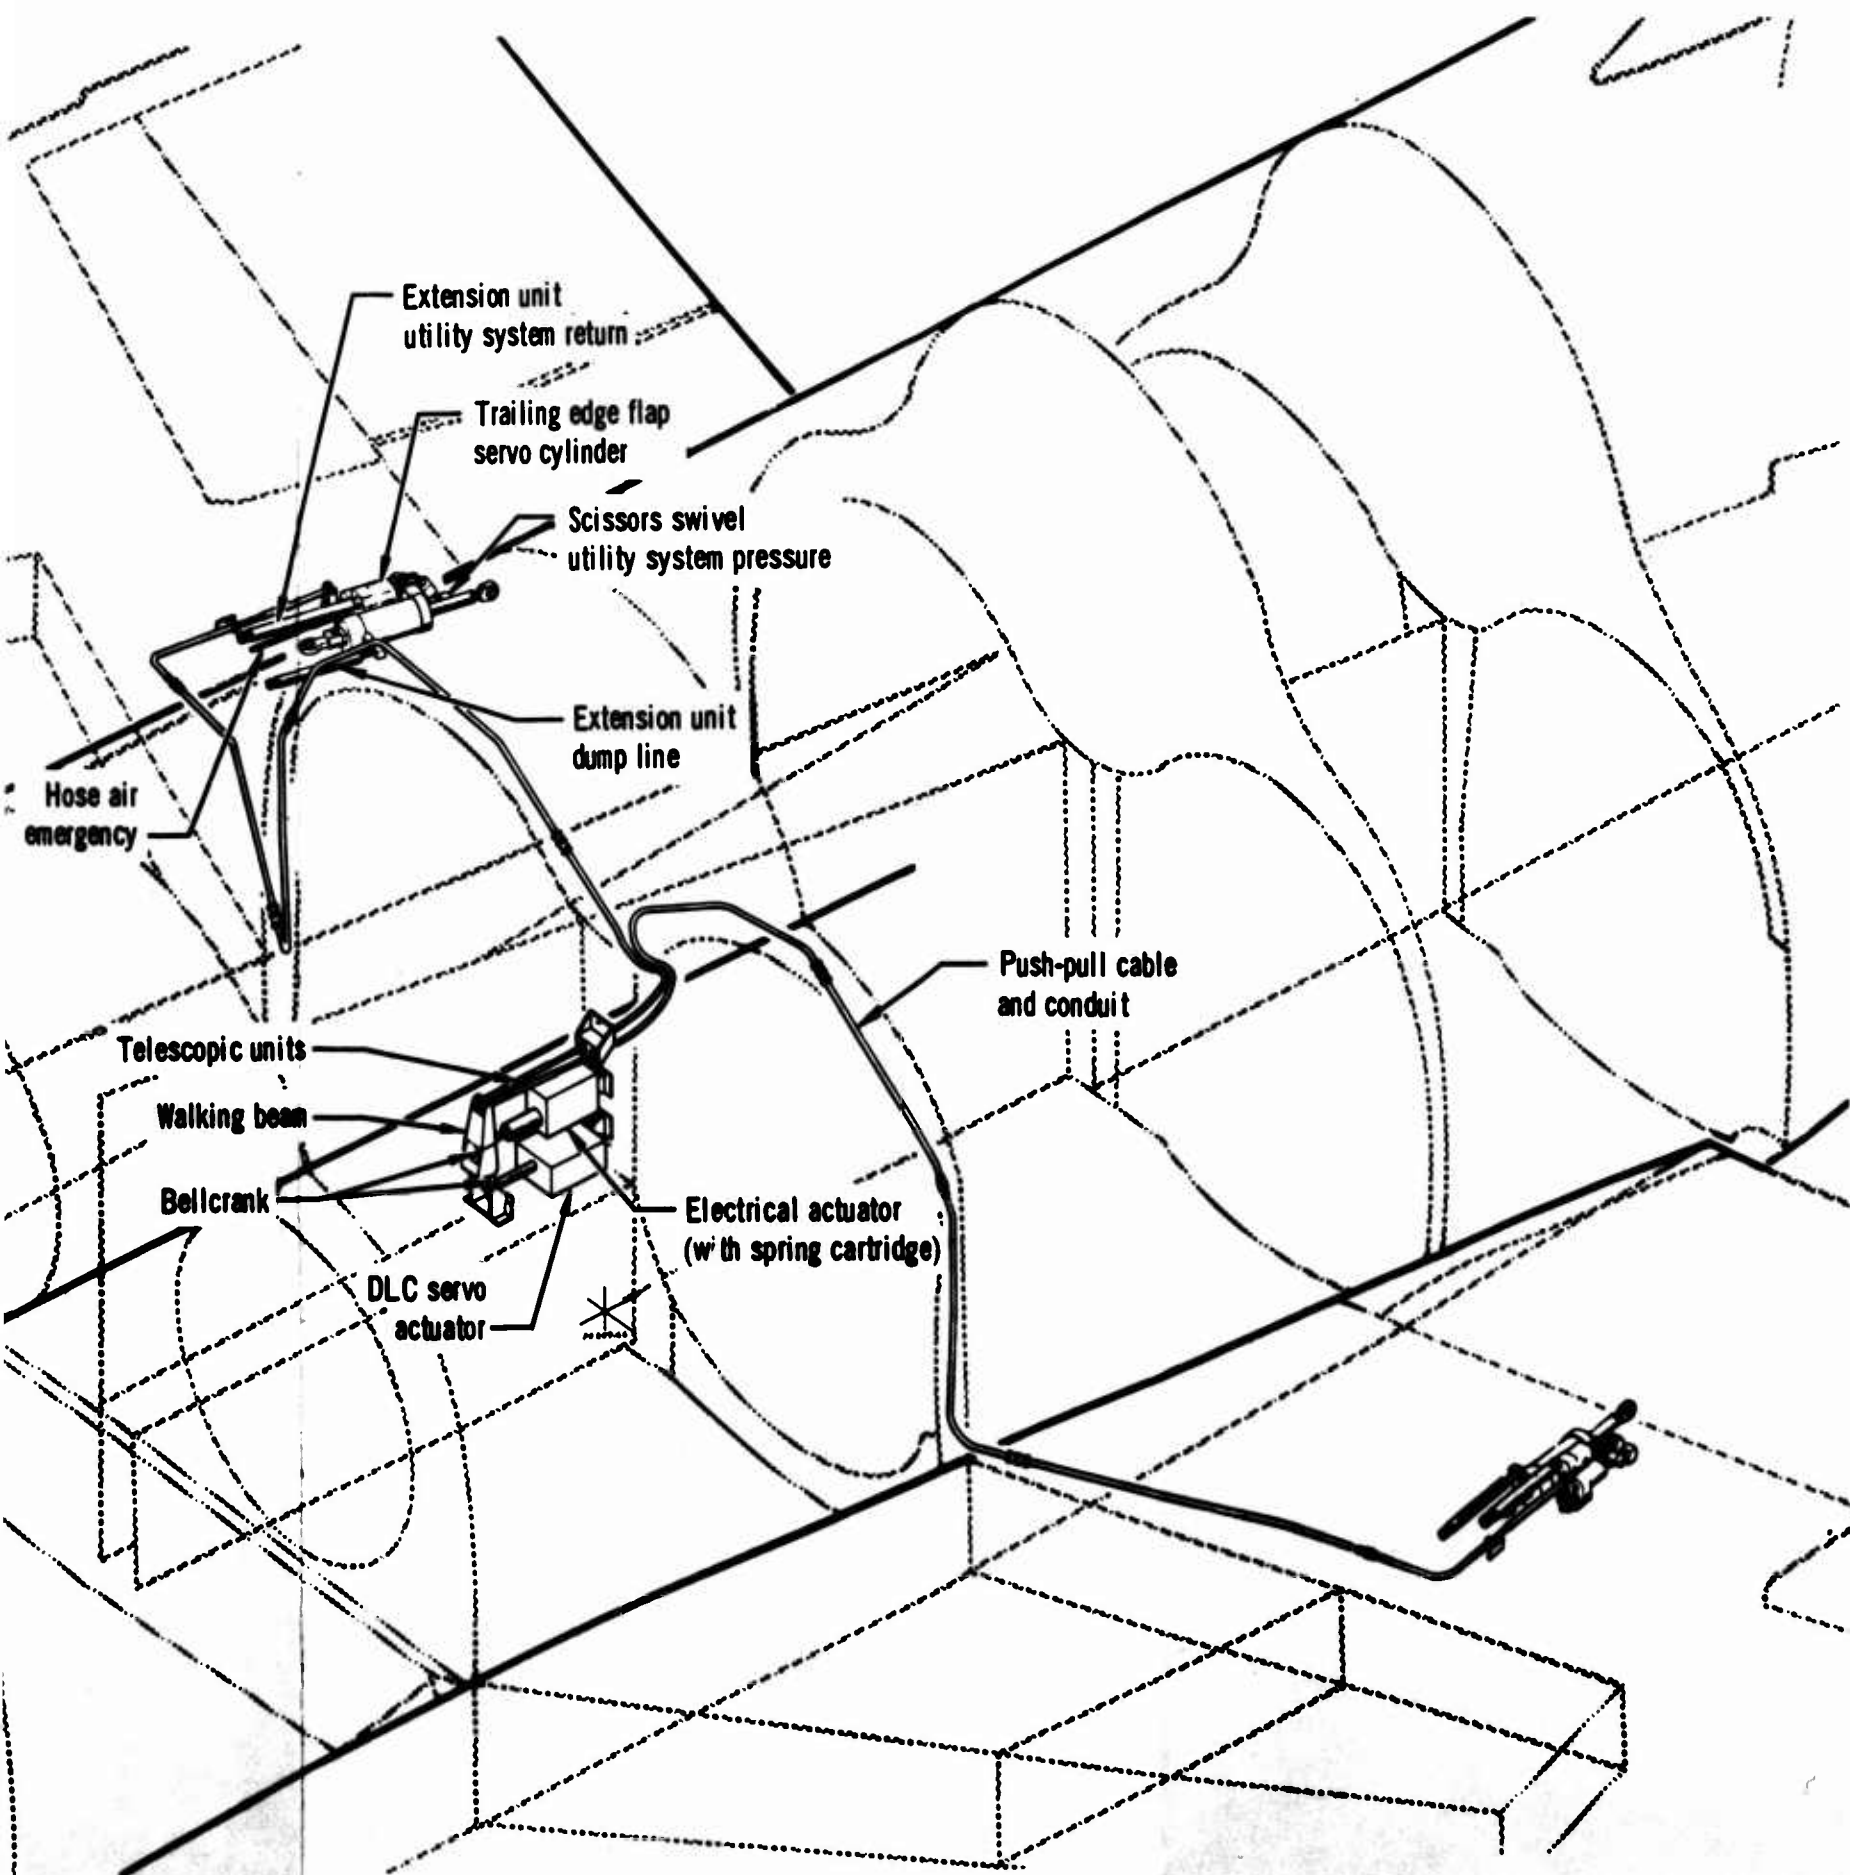 Extension unit
utility system return
Trailing edge flap
servo cylinder
Scissors swivel
utility system pressure
Extension unit
dump line
Hose air
emergency
Push-pull cable
and conduit
Telescopic units
Walking beam
Bellcrank
Electrical actuator
(with spring cartridge)
DLC servo
actuator